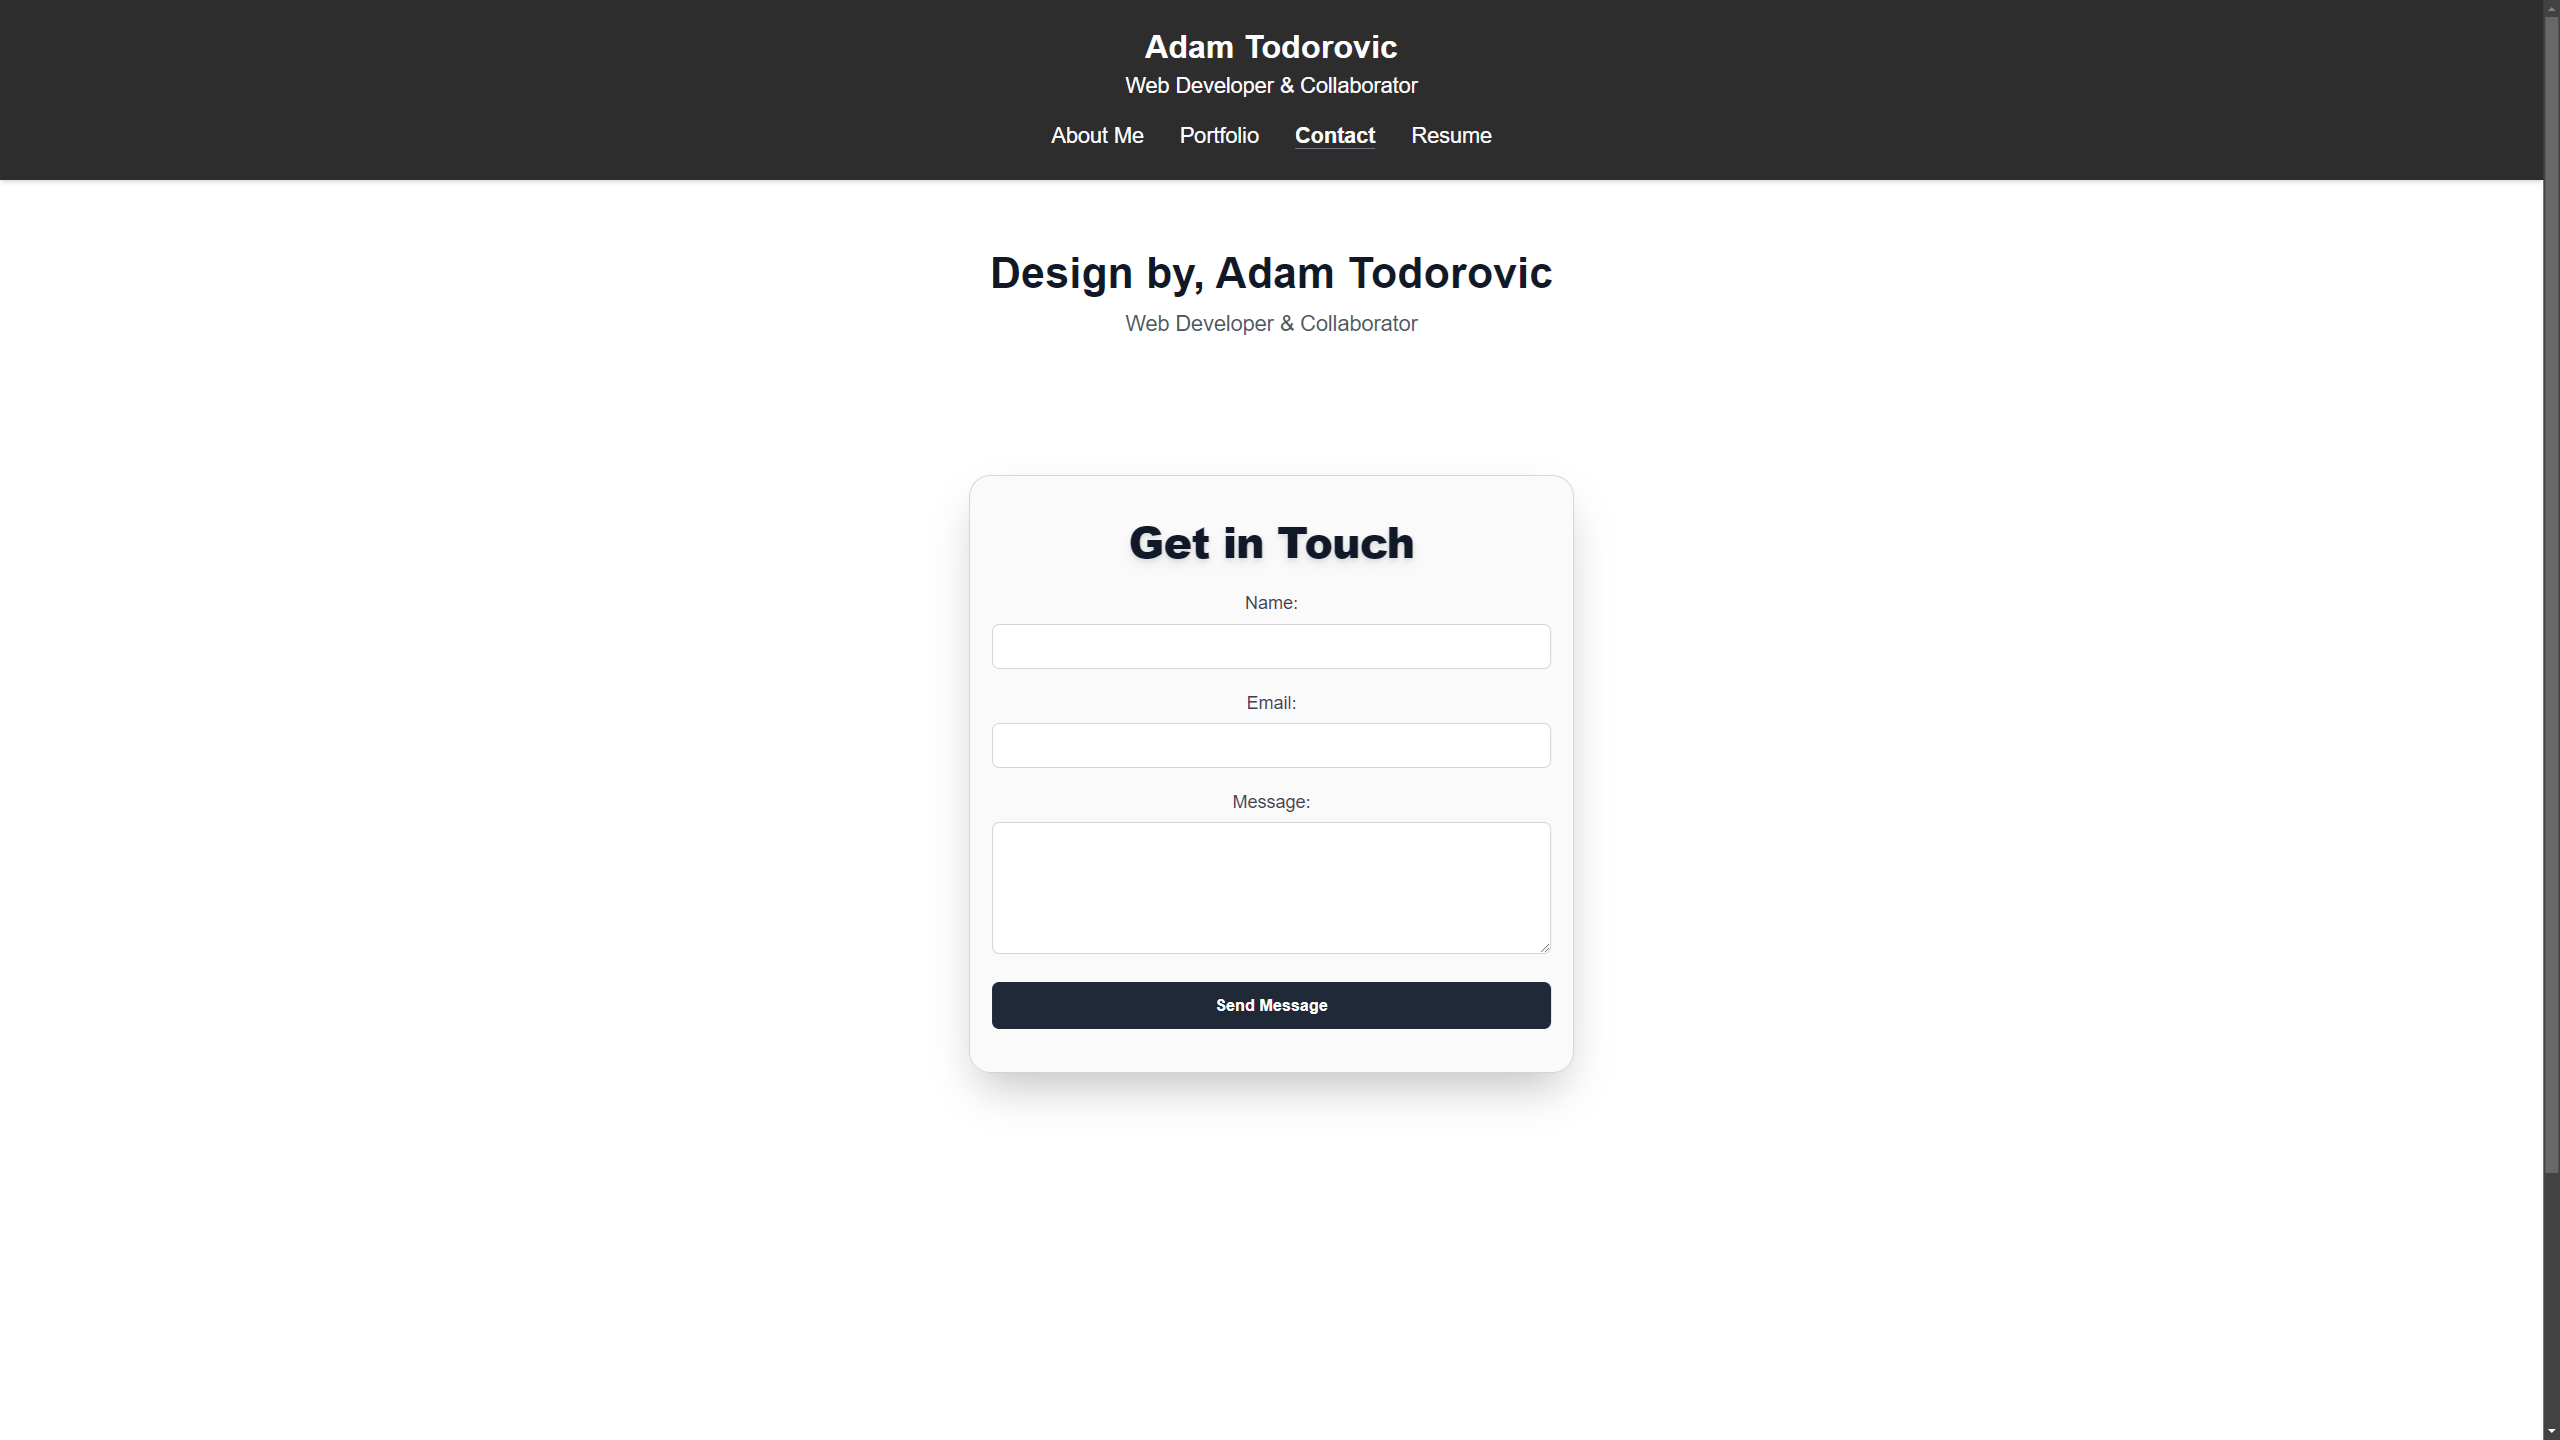 Adam Todorovic
Web Developer & Collaborator
About Me Portfolio Contact Resume
Design by, Adam Todorovic
Web Developer & Collaborator
Get in Touch
Name:
Email:
Message:
Send Message